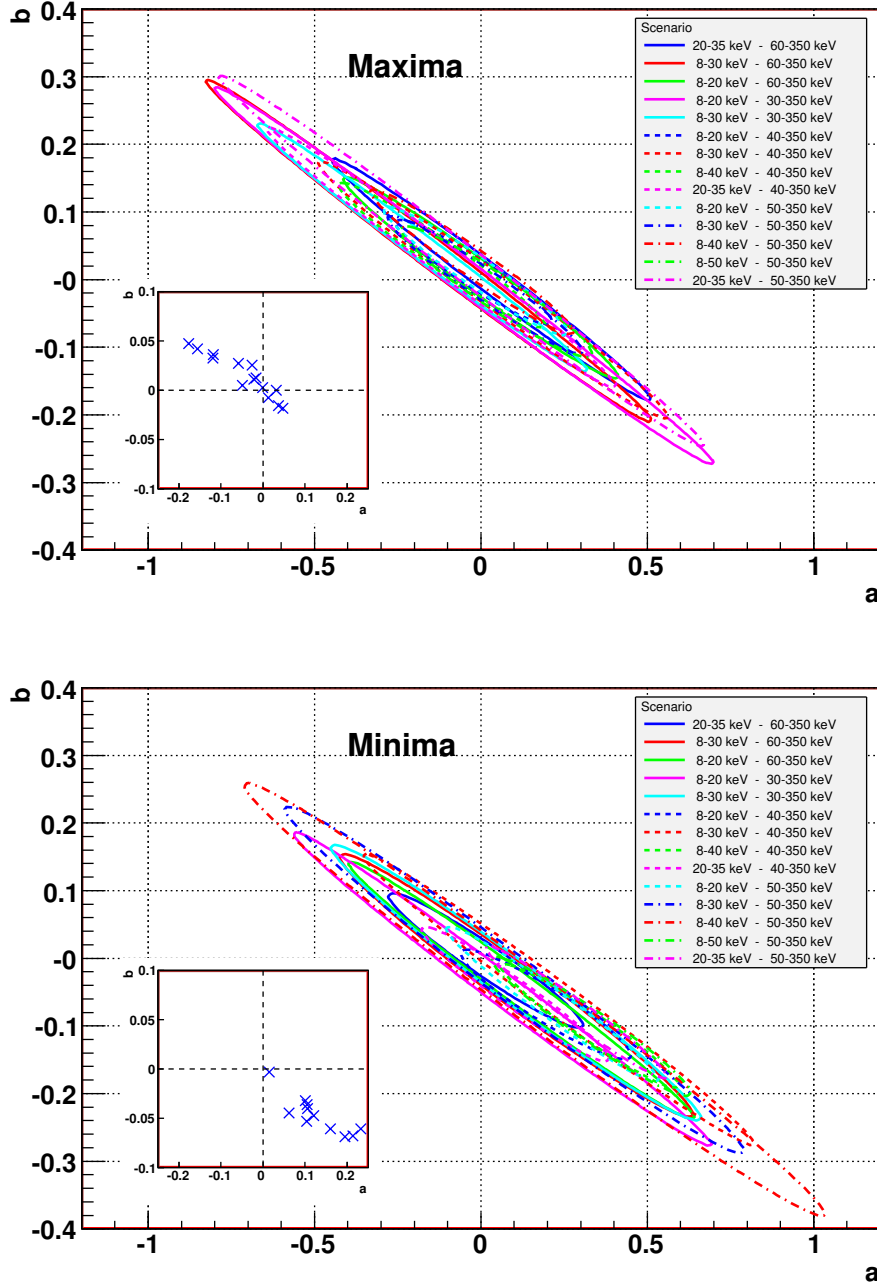 b
0.4
0.3
0.2
0.1
-0
-0.1
-0.2
-0.3
-0.4
-1
-0.5
0
0.5
1
a
Maxima
Scenario
20-35 keV - 60-350 keV
8-30 keV - 60-350 keV
8-20 keV - 60-350 keV
8-20 keV - 30-350 keV
8-30 keV - 30-350 keV
8-20 keV - 40-350 keV
8-30 keV - 40-350 keV
8-40 keV - 40-350 keV
20-35 keV - 40-350 keV
8-20 keV - 50-350 keV
8-30 keV - 50-350 keV
8-40 keV - 50-350 keV
8-50 keV - 50-350 keV
20-35 keV - 50-350 keV
b
0.1
0.05
0
-0.05
-0.1
-0.2
-0.1
0
0.1
0.2
a
b
0.4
0.3
0.2
0.1
-0
-0.1
-0.2
-0.3
-0.4
-1
-0.5
0
0.5
1
a
Minima
Scenario
20-35 keV - 60-350 keV
8-30 keV - 60-350 keV
8-20 keV - 60-350 keV
8-20 keV - 30-350 keV
8-30 keV - 30-350 keV
8-20 keV - 40-350 keV
8-30 keV - 40-350 keV
8-40 keV - 40-350 keV
20-35 keV - 40-350 keV
8-20 keV - 50-350 keV
8-30 keV - 50-350 keV
8-40 keV - 50-350 keV
8-50 keV - 50-350 keV
20-35 keV - 50-350 keV
b
0.1
0.05
0
-0.05
-0.1
-0.2
-0.1
0
0.1
0.2
a